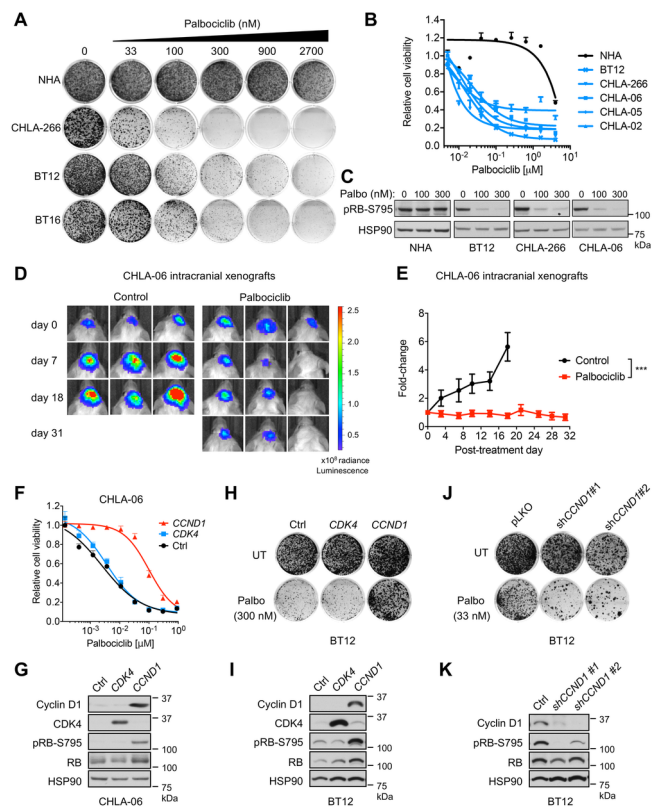 A
Palbociclib (nM)
0 33 100 300 900 2700
NHA
CHLA-266
BT12
BT16
B
Relative cell viability
1.4
1.2
1.0
0.8
0.6
0.4
0.2
0.0
10⁻² 10⁻¹ 10⁰ 10¹
Palbociclib [µM]
NHA
BT12
CHLA-266
CHLA-06
CHLA-05
CHLA-02
C
Palbo (nM): 0 100 300 0 100 300 0 100 300 0 100 300
pRB-S795
100
HSP90
75
NHA BT12 CHLA-266 CHLA-06 kDa
D
CHLA-06 intracranial xenografts
Control Palbociclib
day 0
day 7
day 18
day 31
2.5
2.0
1.5
1.0
0.5
x10⁸ radiance
Luminescence
E
CHLA-06 intracranial xenografts
Fold-change
8
6
4
2
0
0 4 8 12 16 20 24 28 32
Post-treatment day
Control
Palbociclib
***
F
CHLA-06
Relative cell viability
1.2
1.0
0.8
0.6
0.4
0.2
0.0
10⁻³ 10⁻² 10⁻¹ 10⁰
Palbociclib [µM]
CCND1
CDK4
Ctrl
H
Ctrl CDK4 CCND1
UT
Palbo
(300 nM)
BT12
J
pLKO shCCND1#1 shCCND1#2
UT
Palbo
(33 nM)
BT12
G
Ctrl CDK4 CCND1
Cyclin D1
37
CDK4
37
pRB-S795
100
RB
100
HSP90
75
CHLA-06
kDa
I
Ctrl CDK4 CCND1
Cyclin D1
37
CDK4
37
pRB-S795
100
RB
100
HSP90
75
BT12
kDa
K
Ctrl shCCND1 #1 shCCND1 #2
Cyclin D1
37
pRB-S795
100
RB
100
HSP90
75
BT12
kDa